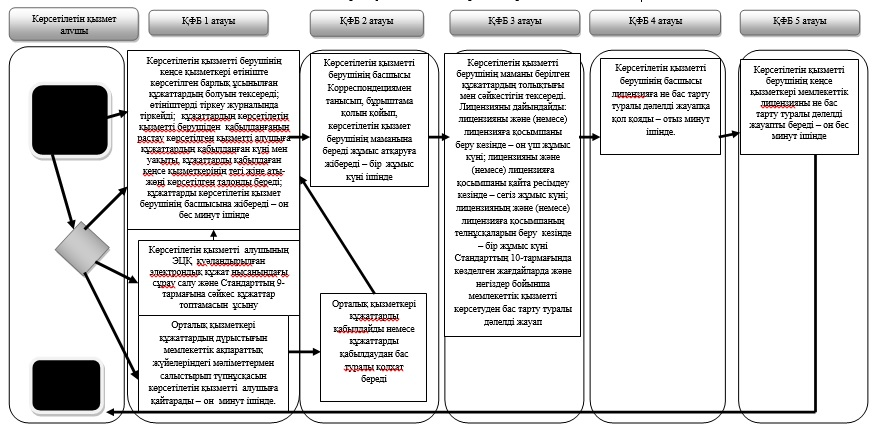 Көрсетілетін қызмет
алушы
ҚФБ 1 атауы
ҚФБ 2 атауы
ҚФБ 3 атауы
ҚФБ 4 атауы
ҚФБ 5 атауы
Көрсетілетін қызметті берушінің
кеңсе қызметкері өтініште
көрсетілген барлық ұсынылған
құжаттардың болуын тексереді;
өтініштерді тіркеу журналында
тіркейді; құжаттарды көрсетілетін
қызметті берушіден қабылданғанын
растау көрсетілген қызметті алушыға
құжаттардың қабылданған күні мен
уақыты, құжаттарды қабылдаған
кеңсе қызметкерінің тегі және аты-
жөні көрсетілген талонды береді;
құжаттарды көрсетілетін қызмет
берушінің басшысына жібереді – он
бес минут ішінде
Көрсетілетін қызметті алушының
ЭЦҚ куәландырылған
электрондық құжат нысанындағы
сұрау салу және Стандарттың 9-
тармағына сәйкес құжаттар
топтамасын ұсыну
Орталық қызметкері
құжаттардың дұрыстығын
мемлекеттік ақпараттық
жүйелеріндегі мәліметтермен
салыстырып түпнұсқасын
көрсетілетін қызметті алушыға
қайтарады – он минут ішінде.
Көрсетілетін қызметті
берушінің басшысы
Корреспонденциямен
танысып, бұрыштама
қолын қойып,
көрсетілетін қызмет
берушінің маманына
береді жұмыс атқаруға
жібереді – бір жұмыс
күні ішінде
Орталық қызметкері
құжаттарды
қабылдайды немесе
құжаттарды
қабылдаудан бас
туралы қолхат
береді
Көрсетілетін қызметті
берушінің маманы берілген
құжаттардың толықтығы
мен сәйкестігін тексереді.
Лицензияны дайындайды:
лицензияны және (немесе)
лицензияға қосымшаны
беру кезінде – он үш жұмыс
күні; лицензияны және
(немесе) лицензияға
қосымшаны қайта ресімдеу
кезінде – сегіз жұмыс күні;
лицензияның және (немесе)
лицензияға қосымшаның
телнұсқаларын беру кезінде
– бір жұмыс күні
Стандарттың 10-тармағында
көзделген жағдайларда және
негіздер бойынша
мемлекеттік қызметті
көрсетуден бас тарту туралы
дәлелді жауап
Көрсетілетін қызметті
берушінің басшысы
лицензияға не бас тарту
туралы дәлелді жауапқа
қол қояды – отыз минут
ішінде.
Көрсетілетін қызметті
берушінің кеңсе
қызметкері мемлекеттік
лицензияны не бас
тарту туралы дәлелді
жауапты береді – он бес
минут ішінде